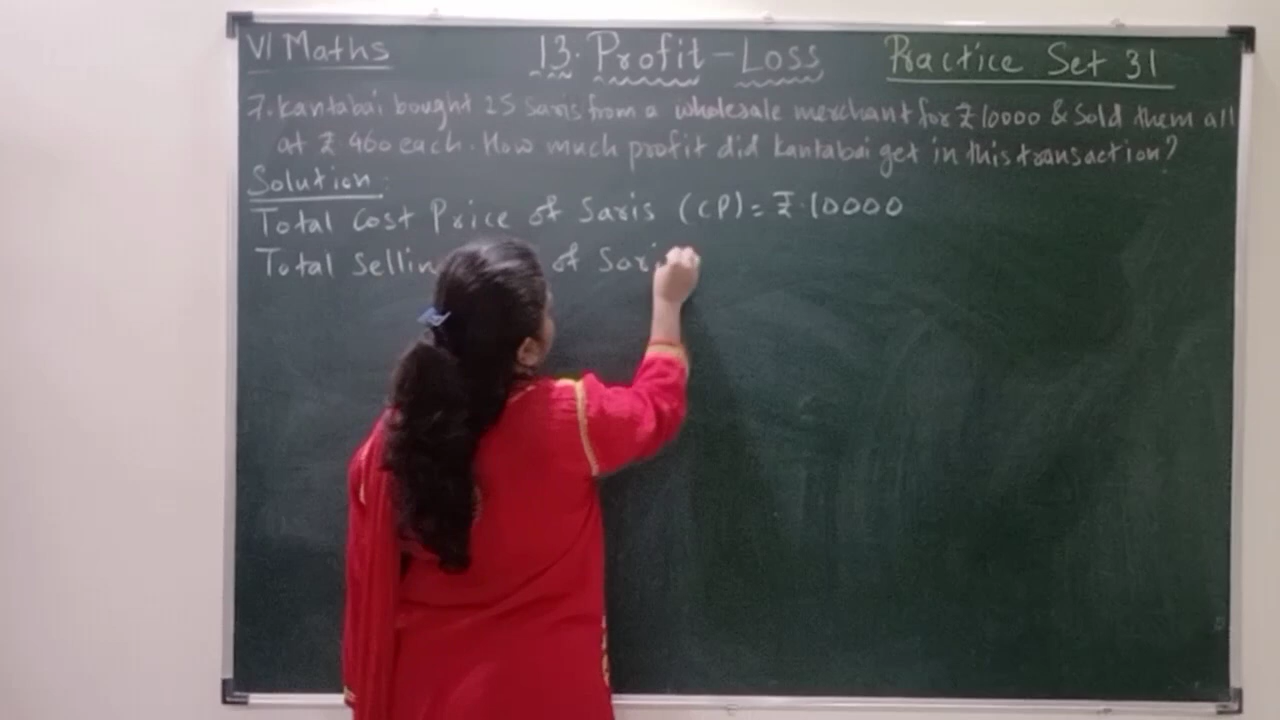 VI Maths
13. Profit - Loss
Practice Set 31
7. Kantabai bought 25 saris from a wholesale merchant for ₹ 10000 & Sold them all
at ₹ 460 each. How much profit did Kantabai get in this transaction?
Solution:
Total Cost Price of Saris (CP) = ₹ 10000
Total Sellin of Sari